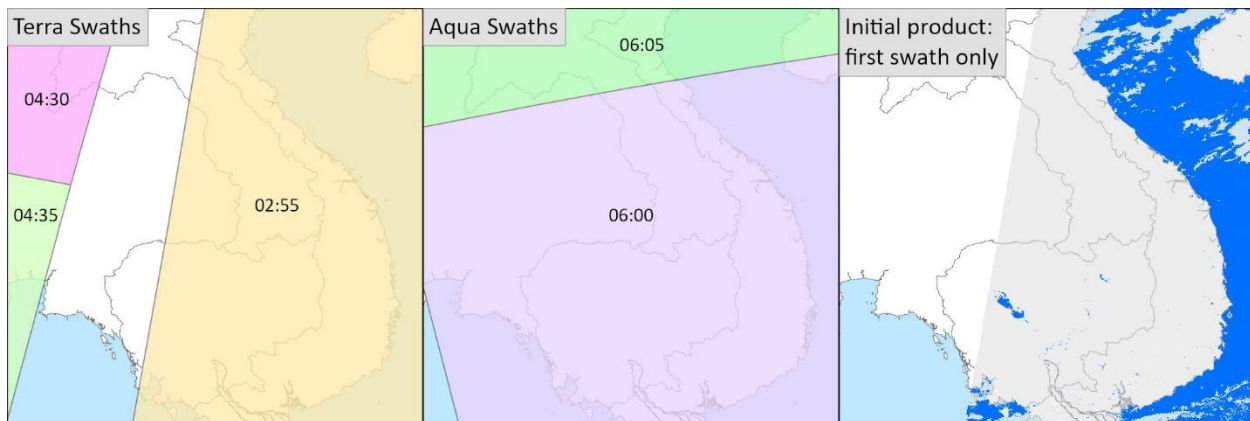 Terra Swaths
04:30
04:35
02:55
Aqua Swaths
06:05
06:00
Initial product:
first swath only